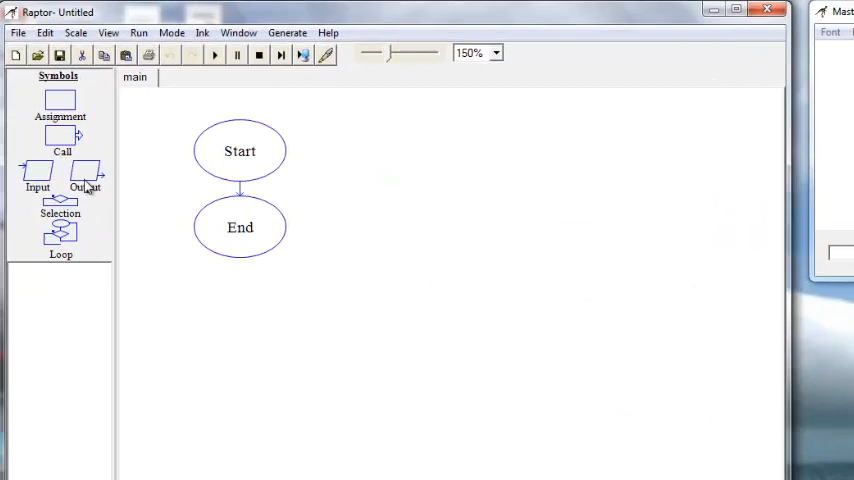 Raptor- Untitled
Mast
File Edit Scale View Mode Run Ink Window Generate Help
Font
150%
Symbols
main
Assignment
Call
Input Output
Selection
Loop
Start
End